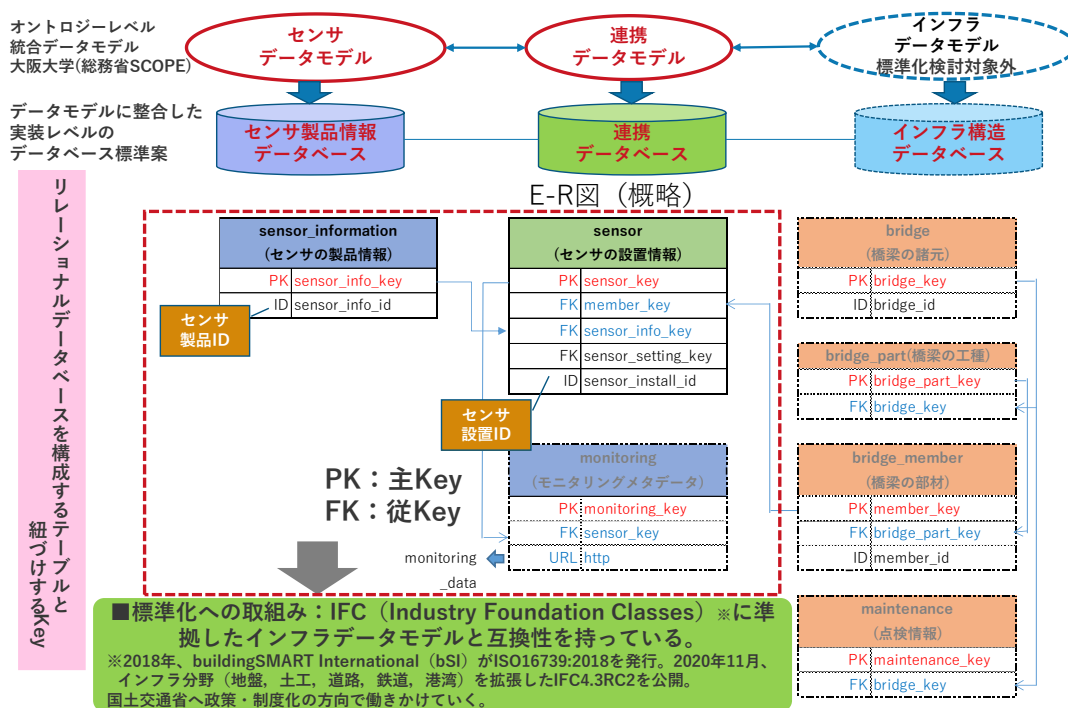 オントロジーレベル
統合データモデル
大阪大学(総務省SCOPE)
センサ
データモデル
連携
データモデル
インフラ
データモデル
標準化検討対象外
データモデルに整合した
実装レベルの
データベース標準案
センサ製品情報
データベース
連携
データベース
インフラ構造
データベース
リレーショナルデータベースを構成するテーブルと
紐づけするKey
E-R図（概略）
sensor_information
(センサの製品情報)
PK sensor_info_key
ID sensor_info_id
センサ
製品ID
sensor
(センサの設置情報)
PK sensor_key
FK member_key
FK sensor_info_key
FK sensor_setting_key
ID sensor_install_id
センサ
設置ID
monitoring
(モニタリングメタデータ)
PK monitoring_key
FK sensor_key
URL http
monitoring
_data
PK：主Key
FK：従Key
bridge
(橋梁の諸元)
PK bridge_key
ID bridge_id
bridge_part(橋梁の工種)
PK bridge_part_key
FK bridge_key
bridge_member
(橋梁の部材)
PK member_key
FK bridge_part_key
ID member_id
maintenance
(点検情報)
PK maintenance_key
FK bridge_key
■標準化への取組み：IFC（Industry Foundation Classes）※に準
拠したインフラデータモデルと互換性を持っている。
※2018年、buildingSMART International（bSI）がISO16739:2018を発行。2020年11月、
インフラ分野（地盤，土工，道路，鉄道，港湾）を拡張したIFC4.3RC2を公開。
国土交通省へ政策・制度化の方向で働きかけていく。